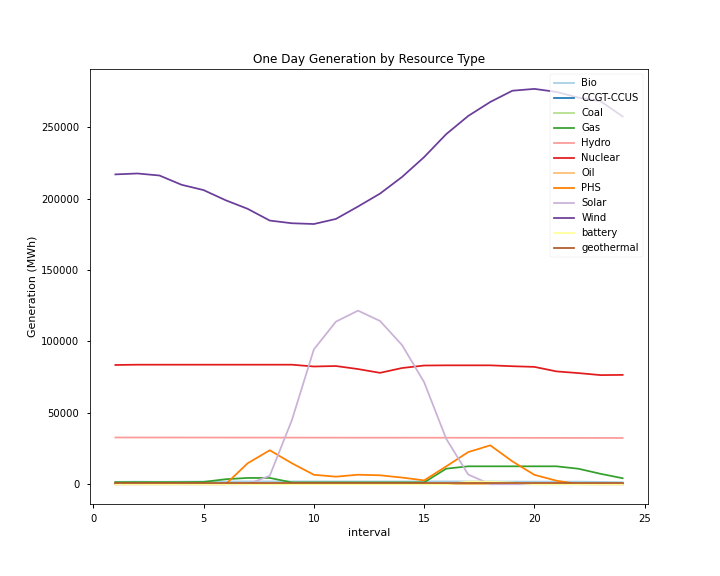 One Day Generation by Resource Type
Bio
CCGT-CCUS
Coal
Gas
Hydro
Nuclear
Oil
PHS
Solar
Wind
battery
geothermal
Generation (MWh)
250000
200000
150000
100000
50000
0
0 5 10 15 20 25
interval